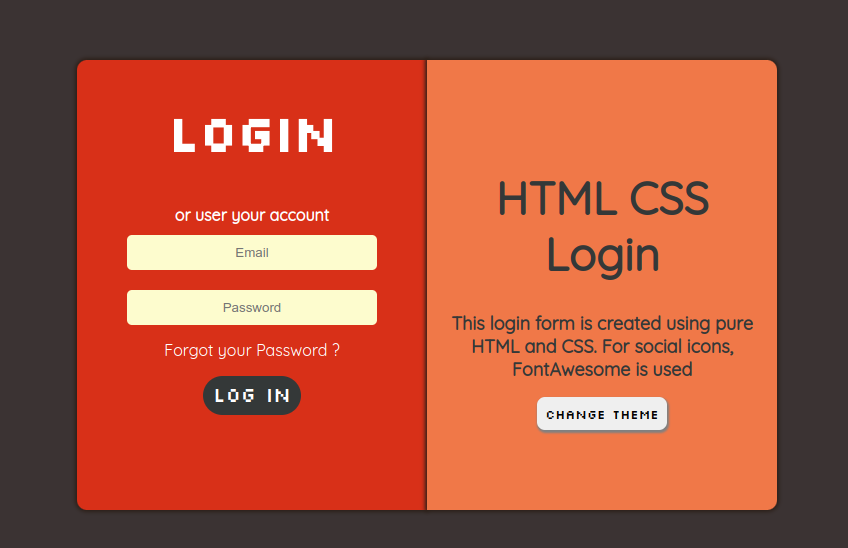 LOGIN
or user your account
Email
Password
Forgot your Password ?
LOG IN
HTML CSS
Login
This login form is created using pure
HTML and CSS. For social icons,
FontAwesome is used
CHANGE THEME